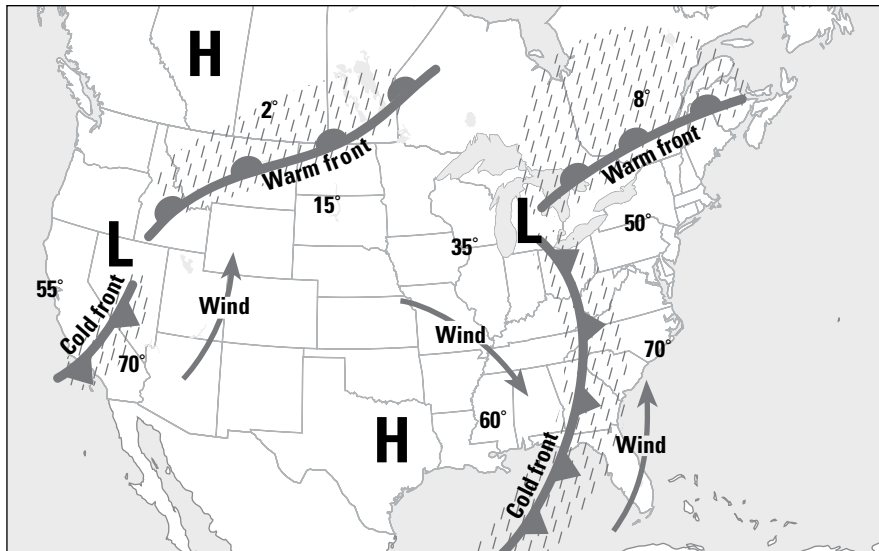 H
2°
8°
Warm front
Warm front
15°
L
50°
L
35°
55°
Cold front
Wind
Wind
70°
70°
60°
H
Wind
Cold front